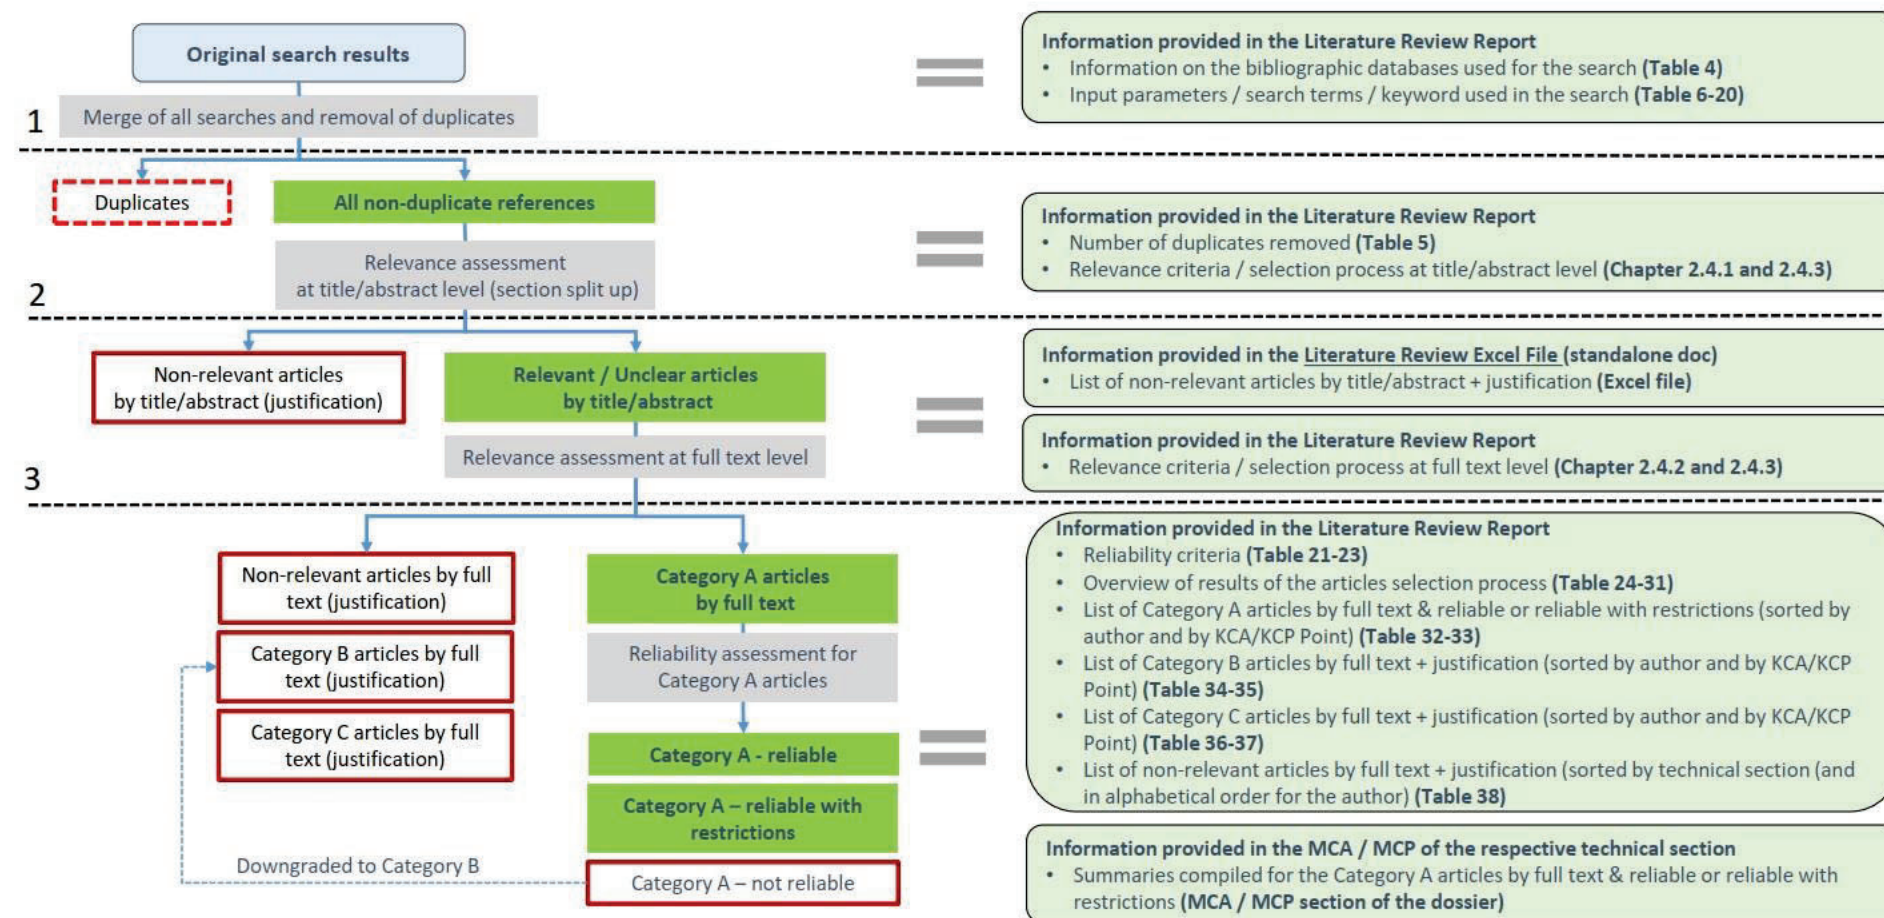 Original search results
Merge of all searches and removal of duplicates
1
Information provided in the Literature Review Report
• Information on the bibliographic databases used for the search (Table 4)
• Input parameters / search terms / keyword used in the search (Table 6-20)
Duplicates
All non-duplicate references
Relevance assessment
at title/abstract level (section split up)
2
Information provided in the Literature Review Report
• Number of duplicates removed (Table 5)
• Relevance criteria / selection process at title/abstract level (Chapter 2.4.1 and 2.4.3)
Non-relevant articles
by title/abstract (justification)
Relevant / Unclear articles
by title/abstract
Relevance assessment at full text level
3
Information provided in the Literature Review Excel File (standalone doc)
• List of non-relevant articles by title/abstract + justification (Excel file)
Information provided in the Literature Review Report
• Relevance criteria / selection process at full text level (Chapter 2.4.2 and 2.4.3)
Non-relevant articles by full
text (justification)
Category B articles by full
text (justification)
Category C articles by full
text (justification)
Category A articles
by full text
Reliability assessment for
Category A articles
Category A - reliable
Category A – reliable with
restrictions
Downgraded to Category B
Category A – not reliable
Information provided in the Literature Review Report
• Reliability criteria (Table 21-23)
• Overview of results of the articles selection process (Table 24-31)
• List of Category A articles by full text & reliable or reliable with restrictions (sorted by
author and by KCA/KCP Point) (Table 32-33)
• List of Category B articles by full text + justification (sorted by author and by KCA/KCP
Point) (Table 34-35)
• List of Category C articles by full text + justification (sorted by author and by KCA/KCP
Point) (Table 36-37)
• List of non-relevant articles by full text + justification (sorted by technical section (and
in alphabetical order for the author) (Table 38)
Information provided in the MCA / MCP of the respective technical section
• Summaries compiled for the Category A articles by full text & reliable or reliable with
restrictions (MCA / MCP section of the dossier)